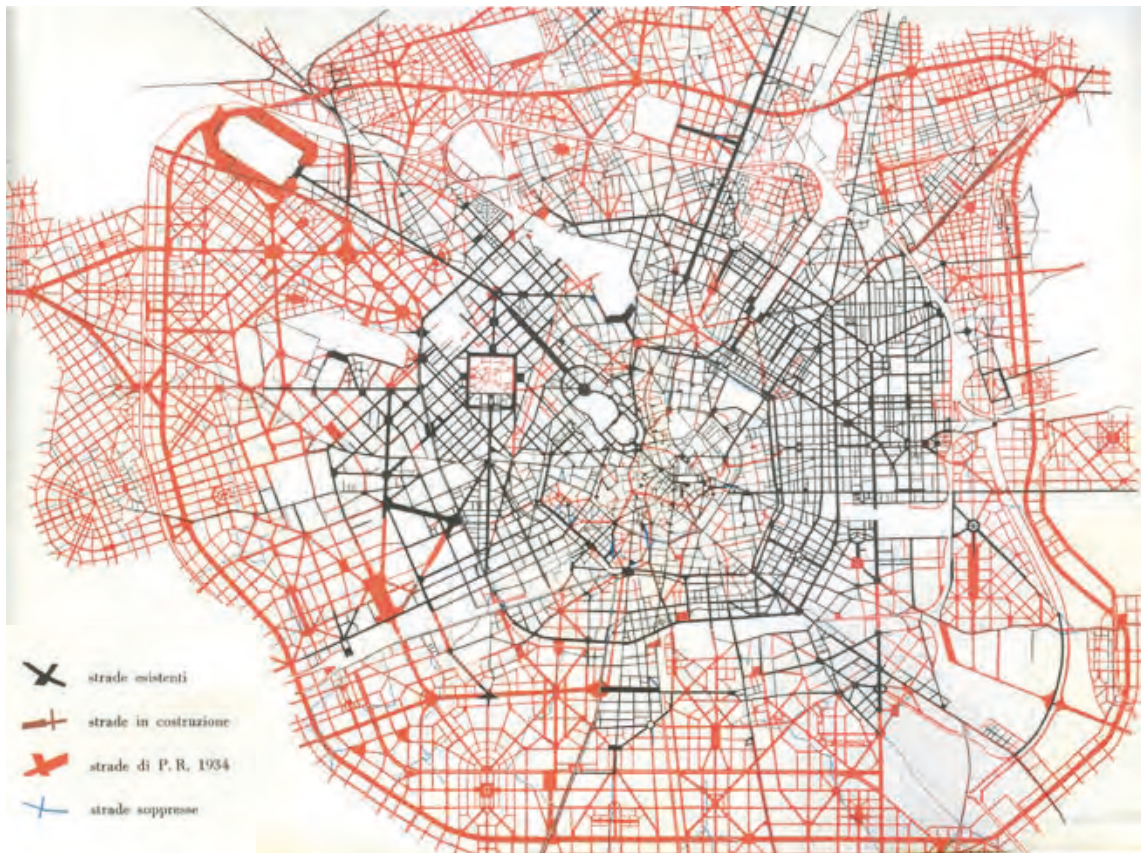 strade esistenti
strade in costruzione
strade di P. R. 1934
strade soppresse